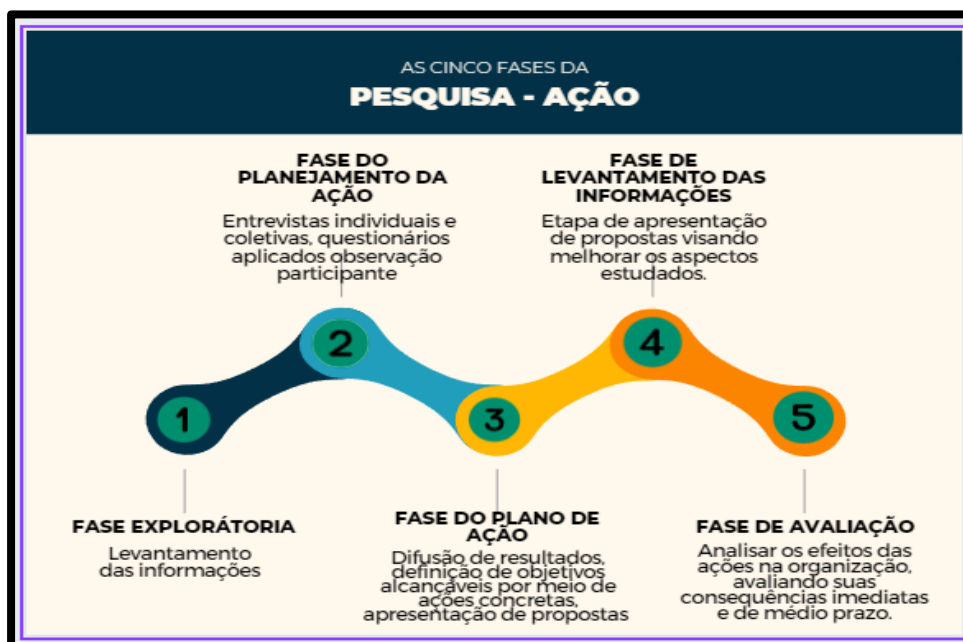 AS CINCO FASES DA
PESQUISA - AÇÃO
FASE DO
PLANEJAMENTO DA
AÇÃO
Entrevistas individuais e
coletivas, questionários
aplicados observação
participante
FASE DE
LEVANTAMENTO DAS
INFORMAÇÕES
Etapa de apresentação
de propostas visando
melhorar os aspectos
estudados.
1
2
3
4
5
FASE EXPLORÁTORIA
Levantamento
das informações
FASE DO PLANO DE
AÇÃO
Difusão de resultados,
definição de objetivos
alcançáveis por meio de
ações concretas,
apresentação de propostas
FASE DE AVALIAÇÃO
Analisar os efeitos das
ações na organização,
avaliando suas
consequências imediatas
e de médio prazo.